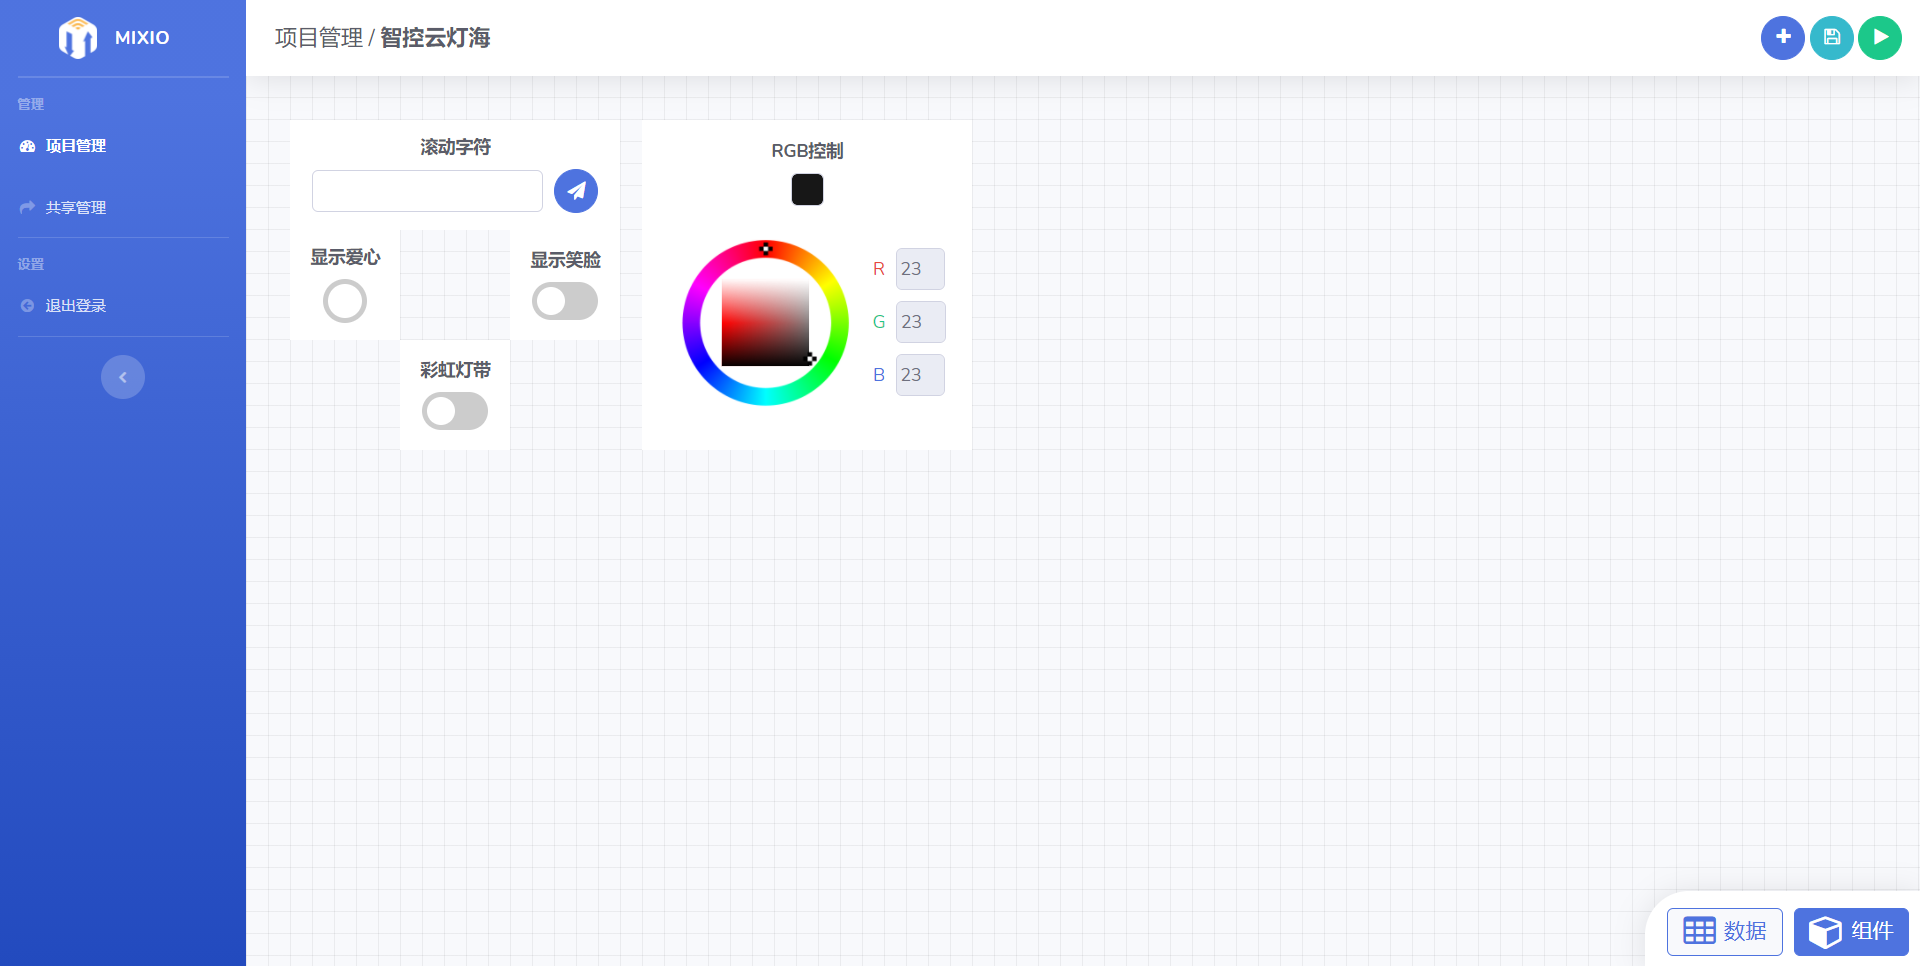 MIXIO
管理
项目管理
共享管理
设置
退出登录
项目管理 / 智控云灯海
滚动字符
显示爱心
显示笑脸
彩虹灯带
RGB控制
R 23
G 23
B 23
数据
组件